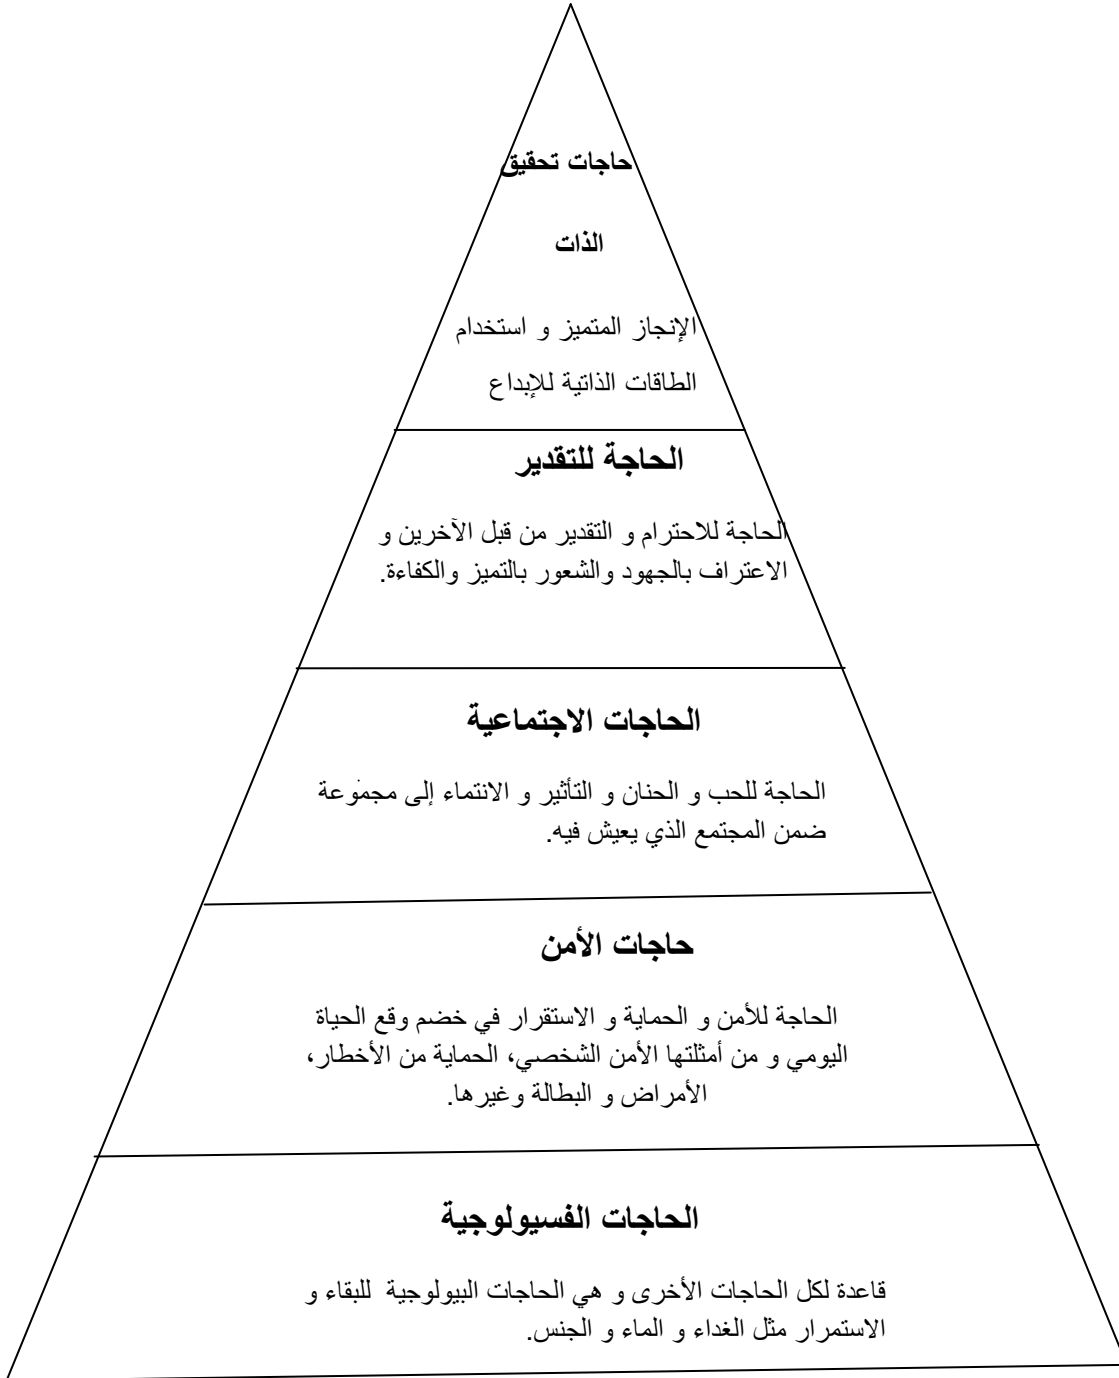 حاجات تحقيق
الذات
الإنجاز المتميز و استخدام
الطاقات الذاتية للإبداع
الحاجة للتقدير
الحاجة للاحترام و التقدير من قبل الآخرين و
الاعتراف بالجهود والشعور بالتميز والكفاءة.
الحاجات الاجتماعية
الحاجة للحب و الحنان و التأثير و الانتماء إلى مجموعة
ضمن المجتمع الذي يعيش فيه.
حاجات الأمن
الحاجة للأمن و الحماية و الاستقرار في خضم وقع الحياة
اليومي و من أمثلتها الأمن الشخصي، الحماية من الأخطار،
الأمراض و البطالة وغيرها.
الحاجات الفسيولوجية
قاعدة لكل الحاجات الأخرى و هي الحاجات البيولوجية للبقاء و
الاستمرار مثل الغداء و الماء و الجنس.